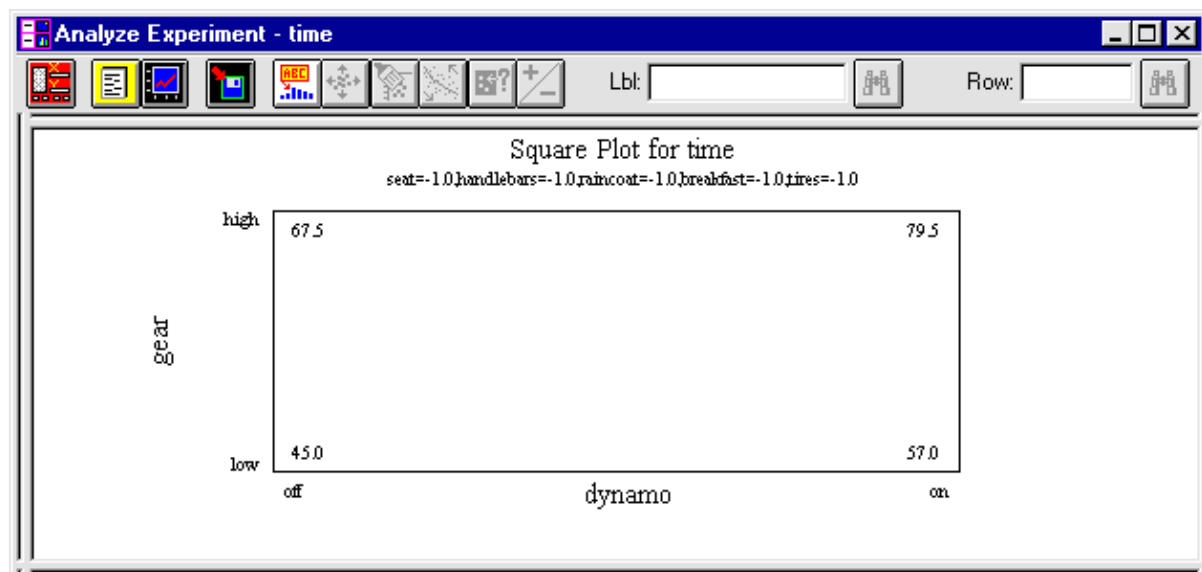 Analyze Experiment - time
ABC ? Lbl: Row:
Square Plot for time
seat=-1.0,handlebars=-1.0,raincoat=-1.0,breakfast=-1.0,tires=-1.0
high 67.5 79.5
gear
low 45.0 57.0
off dynamo on